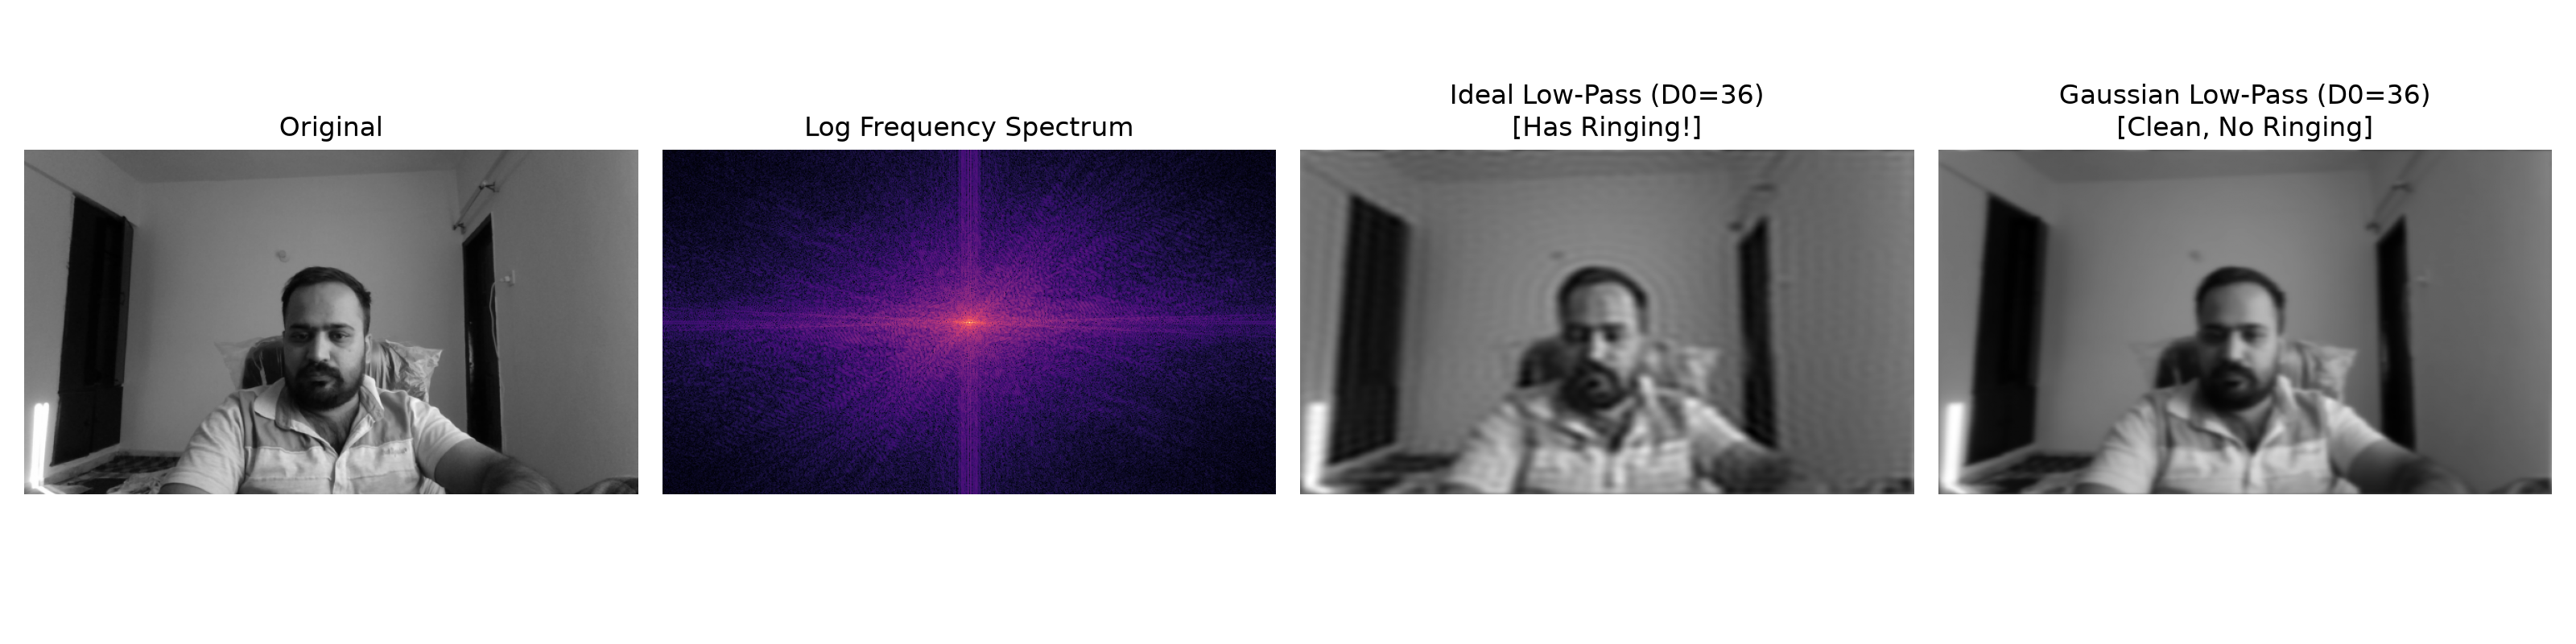 Original
Log Frequency Spectrum
Ideal Low-Pass (D0=36)
[Has Ringing!]
Gaussian Low-Pass (D0=36)
[Clean, No Ringing]